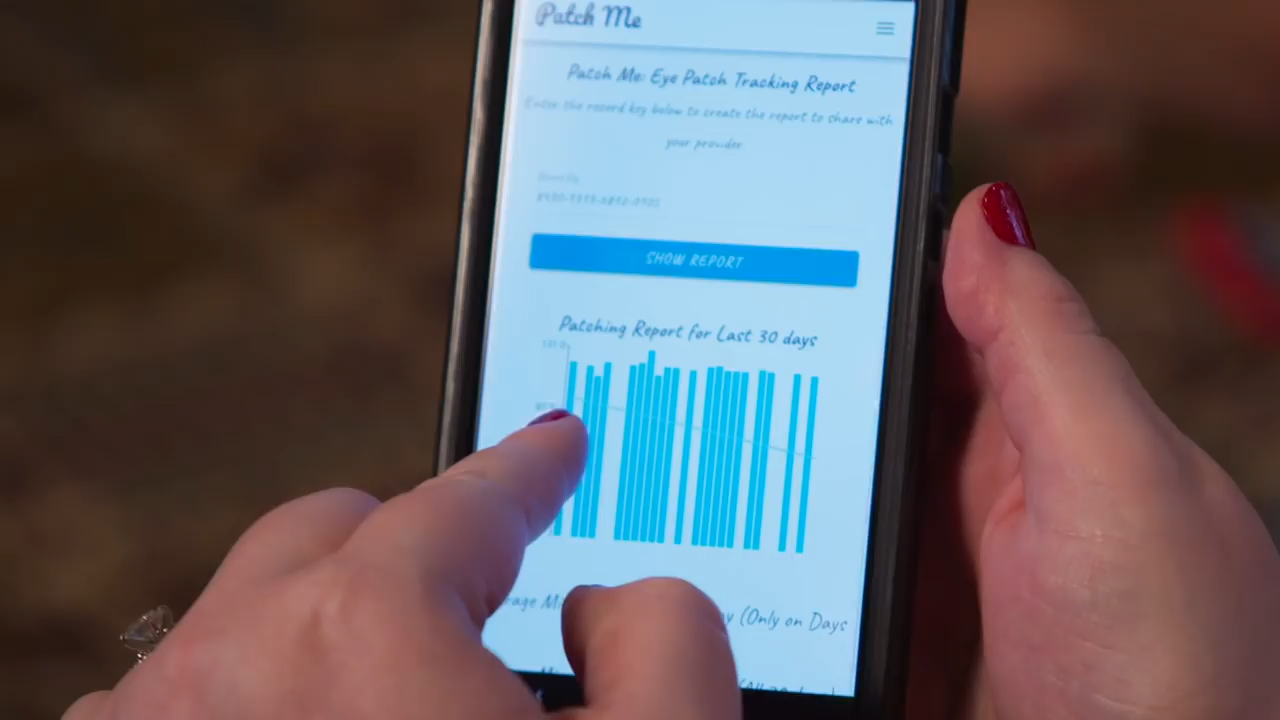 Patch Me
Patch Me: Eye Patch Tracking Report
Enter the record key below to create the report to share with
your provider
SHOW REPORT
Patching Report for Last 30 days
(Only on Days